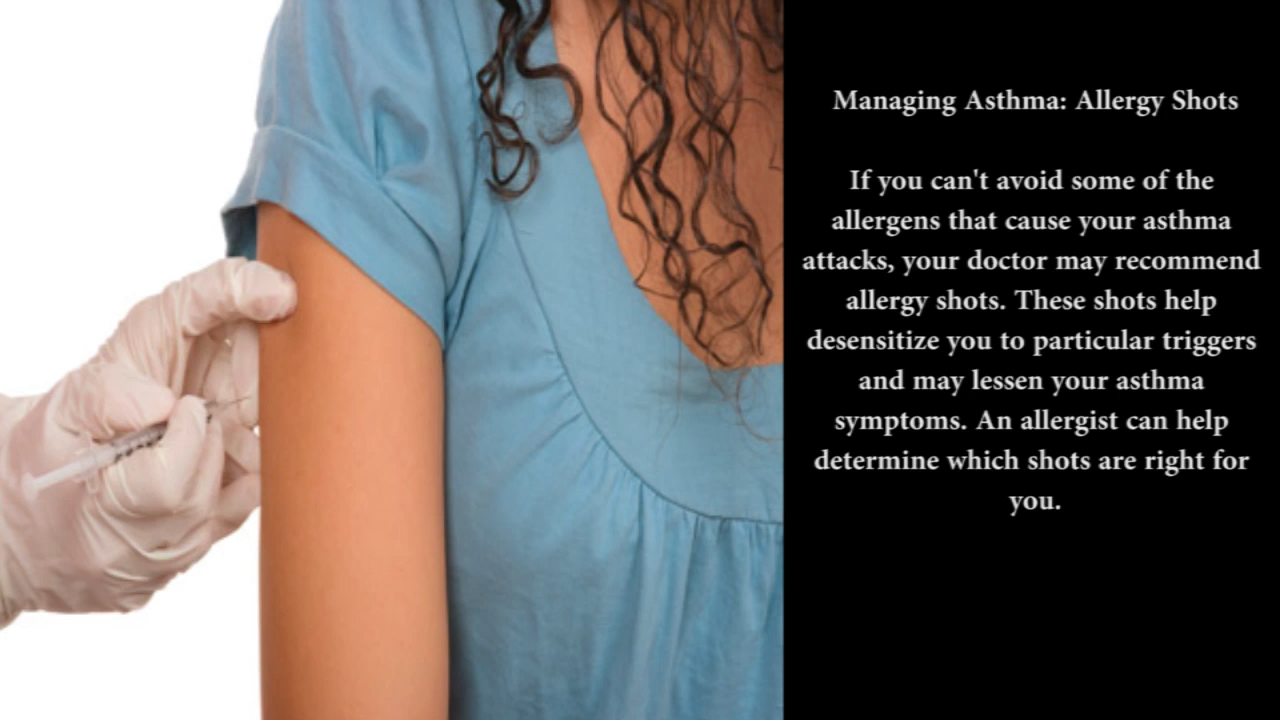 Managing Asthma: Allergy Shots
If you can't avoid some of the
allergens that cause your asthma
attacks, your doctor may recommend
allergy shots. These shots help
desensitize you to particular triggers
and may lessen your asthma
symptoms. An allergist can help
determine which shots are right for
you.